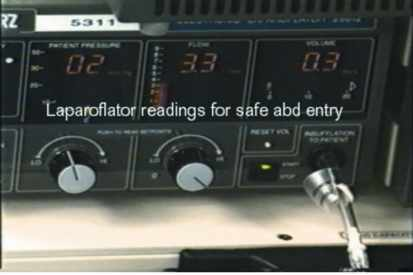 RZ 5311
PATIENT PRESSURE FLOW VOLUME
02 3.3 0.3
Laparoflator readings for safe abd entry
PUSH TO READ SETPOINTS
RESET VOL
INSUFFLATION
TO PATIENT
LO HI LO HI
START
STOP